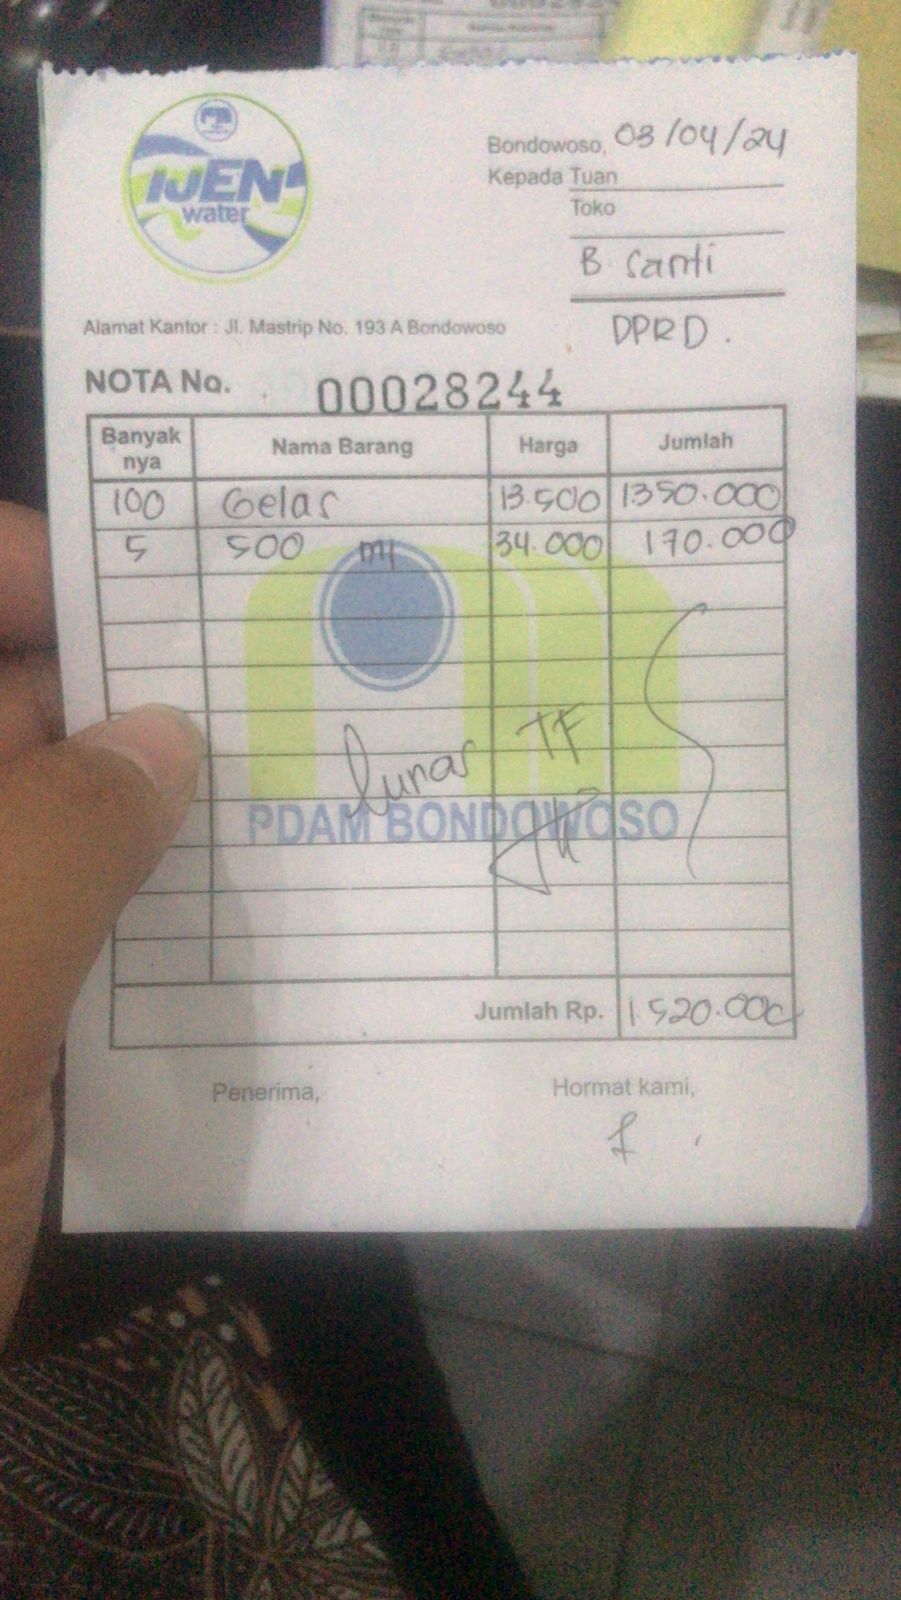 IJEN
water
Bondowoso, 03/04/24
Kepada Tuan
Toko
B. Santi
DPRD.
Alamat Kantor : Jl. Mastrip No. 193 A Bondowoso
NOTA No. 00028244
Banyak nya Nama Barang Harga Jumlah
100 Gelas 13.500 1350.000
5 500 ml 34.000 170.000
lunas TF
PDAM BONDOWOSO
Jumlah Rp. 1.520.000
Penerima, Hormat kami,